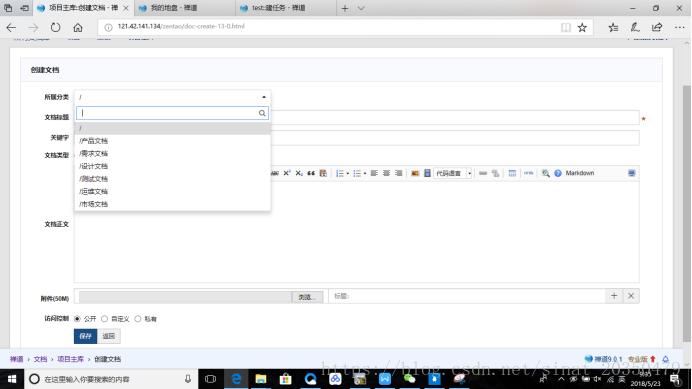 项目主库::创建文档 - 禅道
我的地盘 - 禅道
test::建任务 - 禅道
121.42.141.134/zentao/doc-create-13-0.html
创建文档
所属分类
/
文档标题
*
/
关键字
/产品文档
文档类型
/需求文档
/设计文档
/测试文档
/运维文档
/市场文档
代码语言
Markdown
文档正文
附件(50M)
浏览...
标题:
访问控制
公开
自定义
私有
保存
返回
禅道 › 文档 › 项目主库 › 创建文档
禅道9.0.1
专业版
在这里输入你要搜索的内容
英
2018/5/23